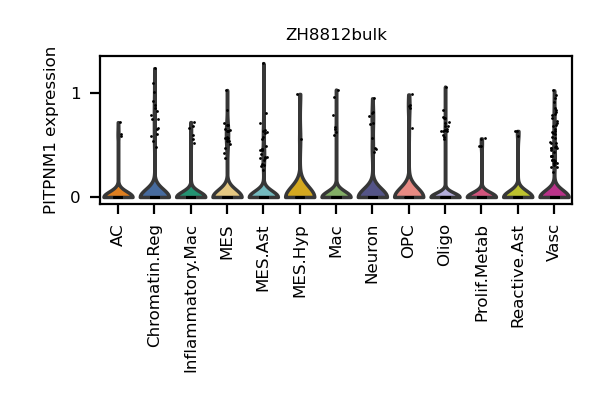 ZH8812bulk
PITPNM1 expression
1
0
AC
Chromatin.Reg
Inflammatory.Mac
MES
MES.Ast
MES.Hyp
Mac
Neuron
OPC
Oligo
Prolif.Metab
Reactive.Ast
Vasc